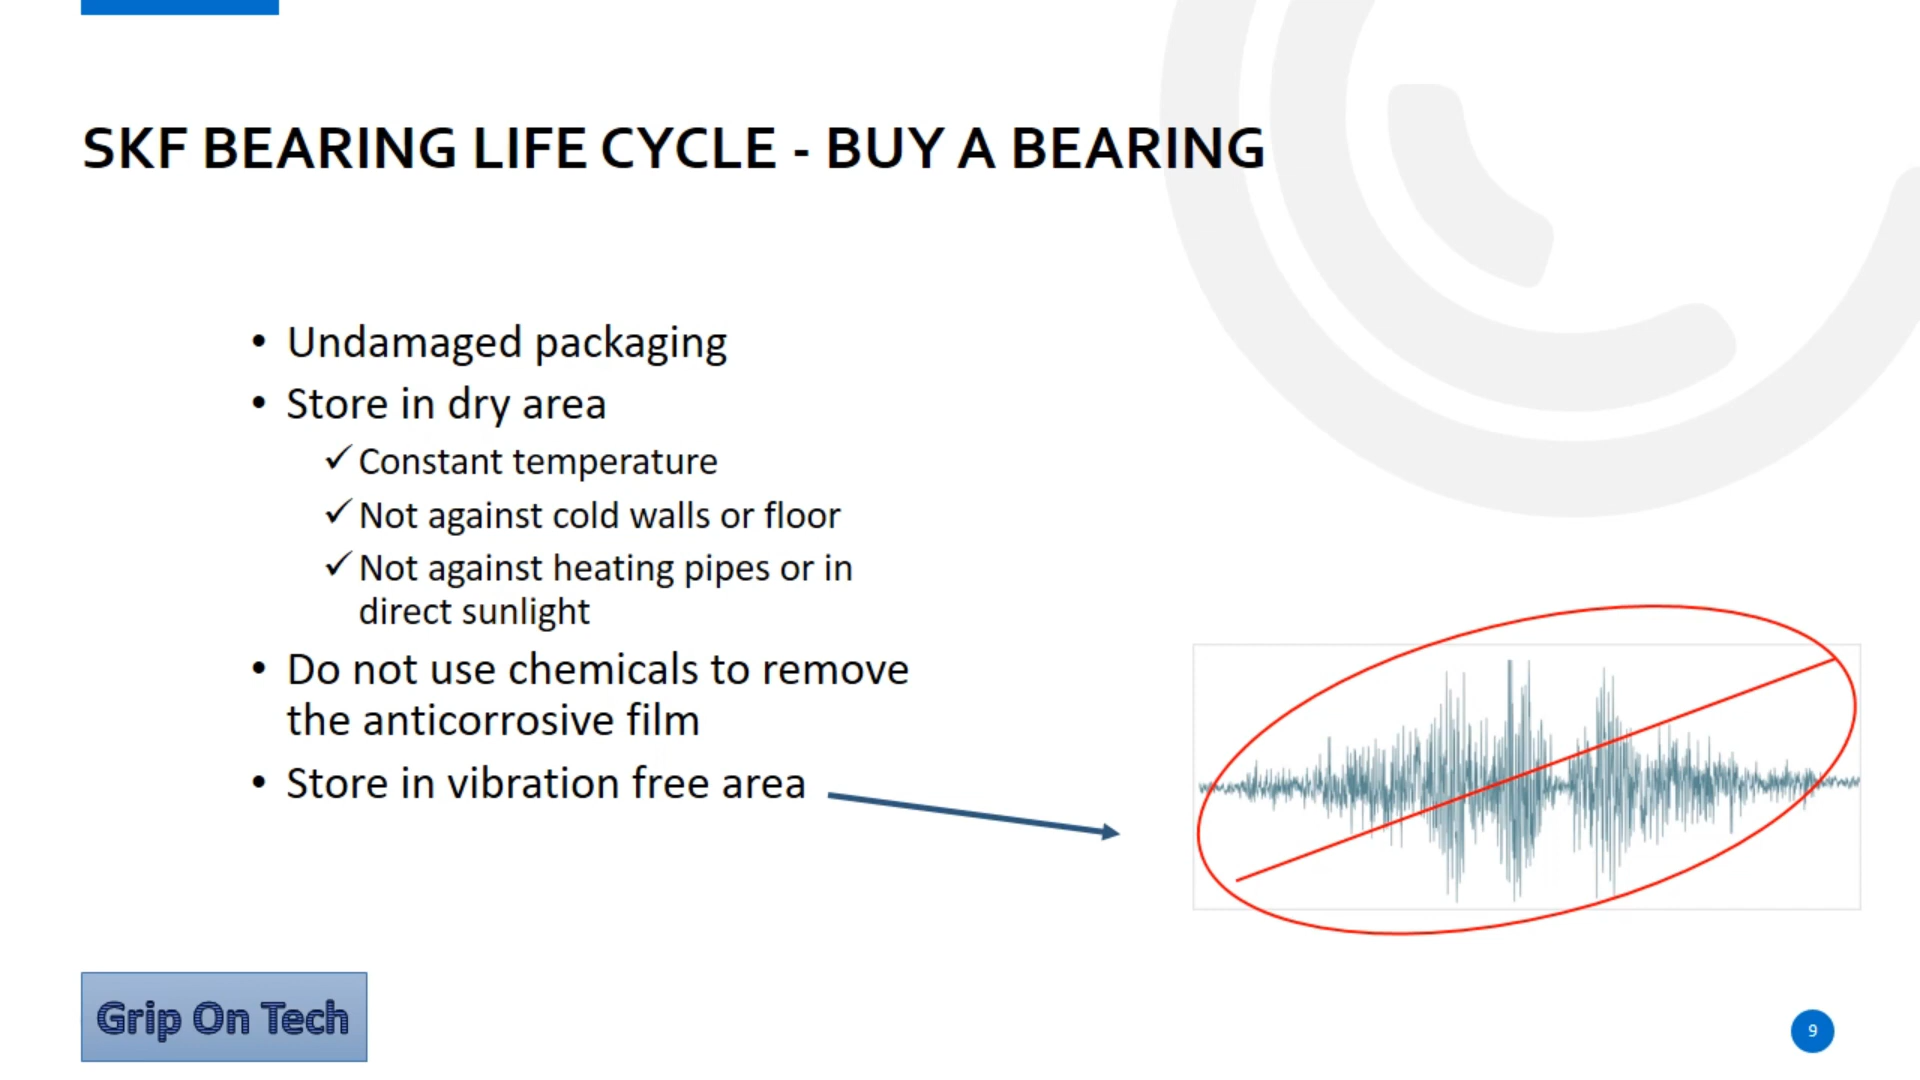 SKF BEARING LIFE CYCLE - BUY A BEARING
• Undamaged packaging
• Store in dry area
✓ Constant temperature
✓ Not against cold walls or floor
✓ Not against heating pipes or in
direct sunlight
• Do not use chemicals to remove
the anticorrosive film
• Store in vibration free area
Grip On Tech
9